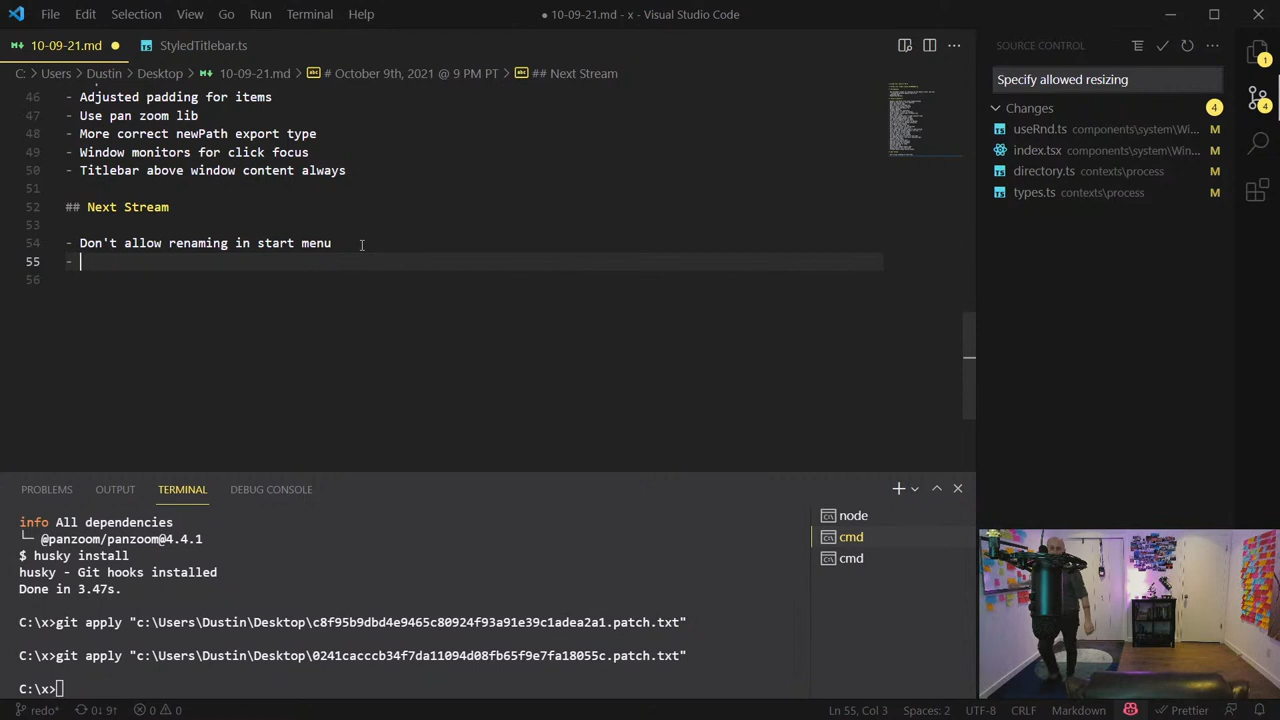 File Edit Selection View Go Run Terminal Help
● 10-09-21.md - x - Visual Studio Code
10-09-21.md ●
StyledTitlebar.ts
C: > Users > Dustin > Desktop > 10-09-21.md > # October 9th, 2021 @ 9 PM PT > ## Next Stream
46 - Adjusted padding for items
47 - Use pan zoom lib
48 - More correct newPath export type
49 - Window monitors for click focus
50 - Titlebar above window content always
51
52 ## Next Stream
53
54 - Don't allow renaming in start menu
55 -
56
SOURCE CONTROL
Specify allowed resizing
Changes 4
useRnd.ts components\system\Wi... M
index.tsx components\system\Win... M
directory.ts contexts\process M
types.ts contexts\process M
1
4
PROBLEMS OUTPUT TERMINAL DEBUG CONSOLE
info All dependencies
└─ @panzoom/panzoom@4.4.1
$ husky install
husky - Git hooks installed
Done in 3.47s.
C:\x>git apply "c:\Users\Dustin\Desktop\c8f95b9dbd4e9465c80924f93a91e39c1adea2a1.patch.txt"
C:\x>git apply "c:\Users\Dustin\Desktop\0241cacccb34f7da11094d08fb65f9e7fa18055c.patch.txt"
C:\x>
node
cmd
cmd
redo* 0↓ 9↑ 0 0
Ln 55, Col 3 Spaces: 2 UTF-8 CRLF Markdown Prettier